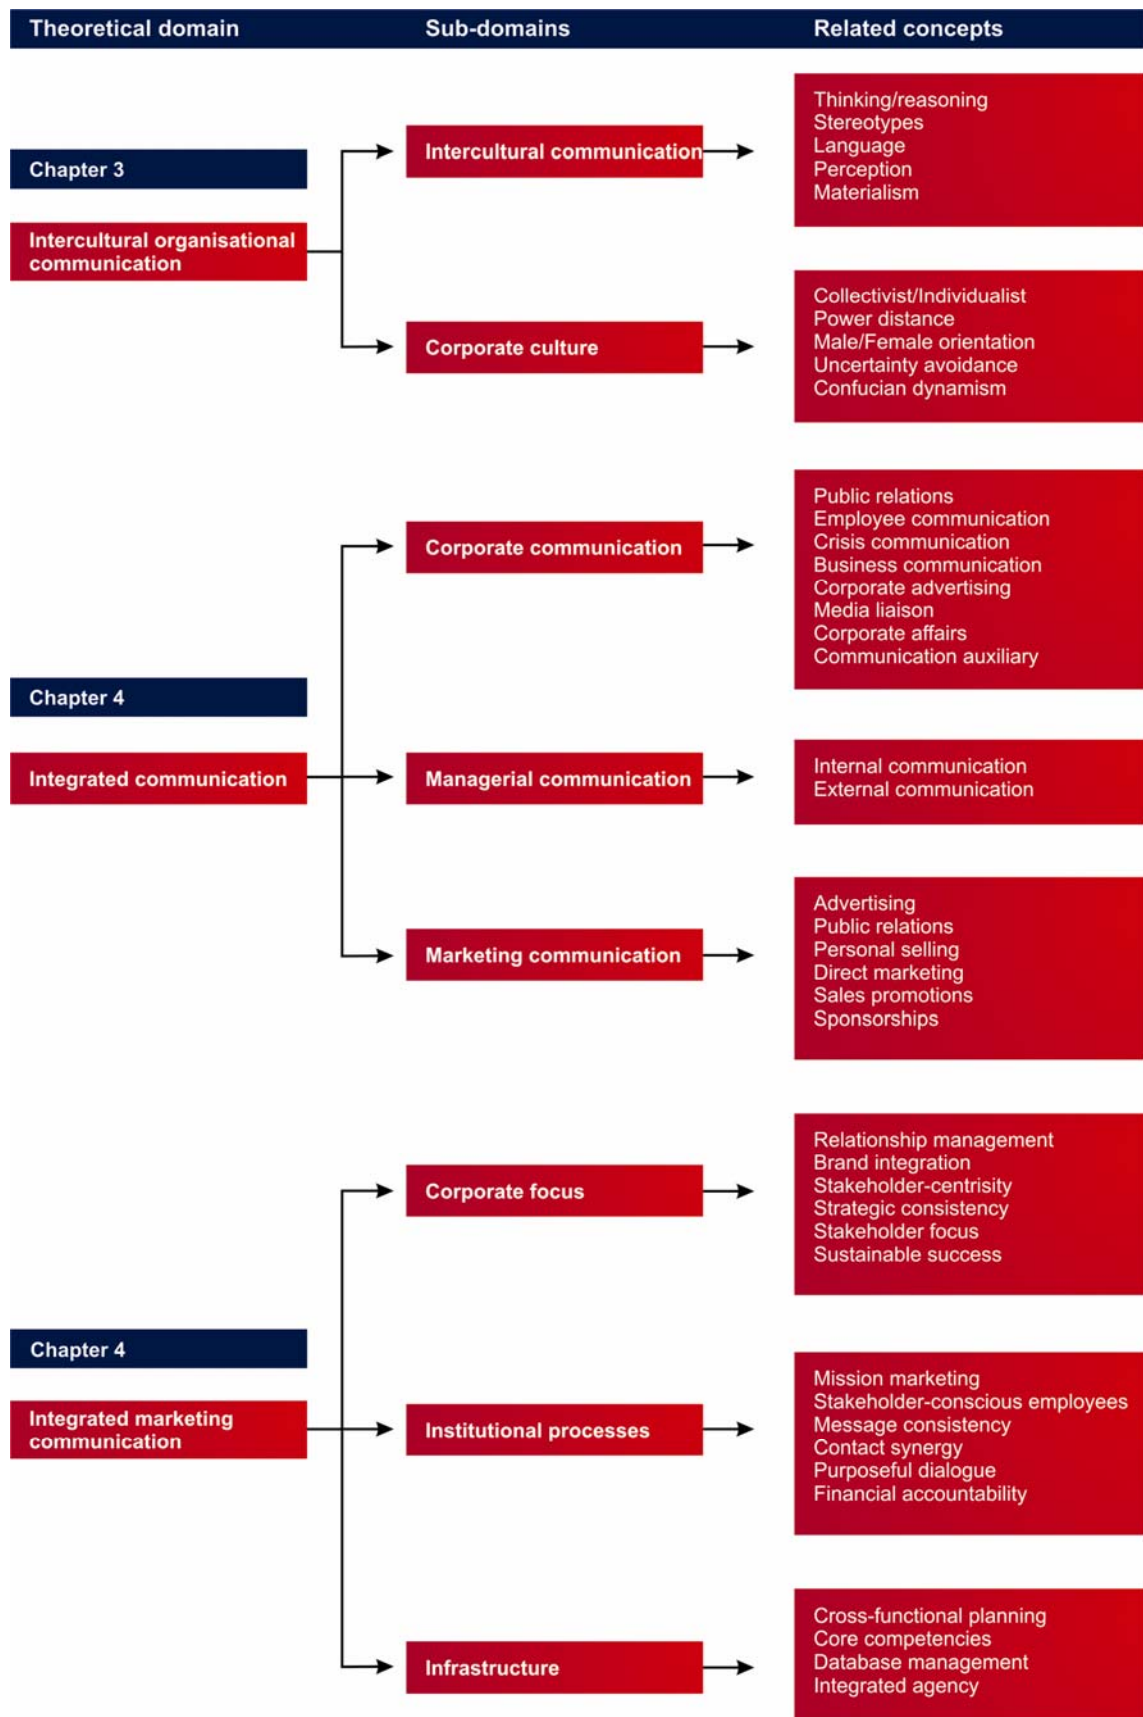 Theoretical domain
Sub-domains
Related concepts
Chapter 3
Intercultural organisational
communication
Intercultural communication
Thinking/reasoning
Stereotypes
Language
Perception
Materialism
Corporate culture
Collectivist/Individualist
Power distance
Male/Female orientation
Uncertainty avoidance
Confucian dynamism
Chapter 4
Integrated communication
Corporate communication
Public relations
Employee communication
Crisis communication
Business communication
Corporate advertising
Media liaison
Corporate affairs
Communication auxiliary
Managerial communication
Internal communication
External communication
Marketing communication
Advertising
Public relations
Personal selling
Direct marketing
Sales promotions
Sponsorships
Chapter 4
Integrated marketing
communication
Corporate focus
Relationship management
Brand integration
Stakeholder-centrisity
Strategic consistency
Stakeholder focus
Sustainable success
Institutional processes
Mission marketing
Stakeholder-conscious employees
Message consistency
Contact synergy
Purposeful dialogue
Financial accountability
Infrastructure
Cross-functional planning
Core competencies
Database management
Integrated agency